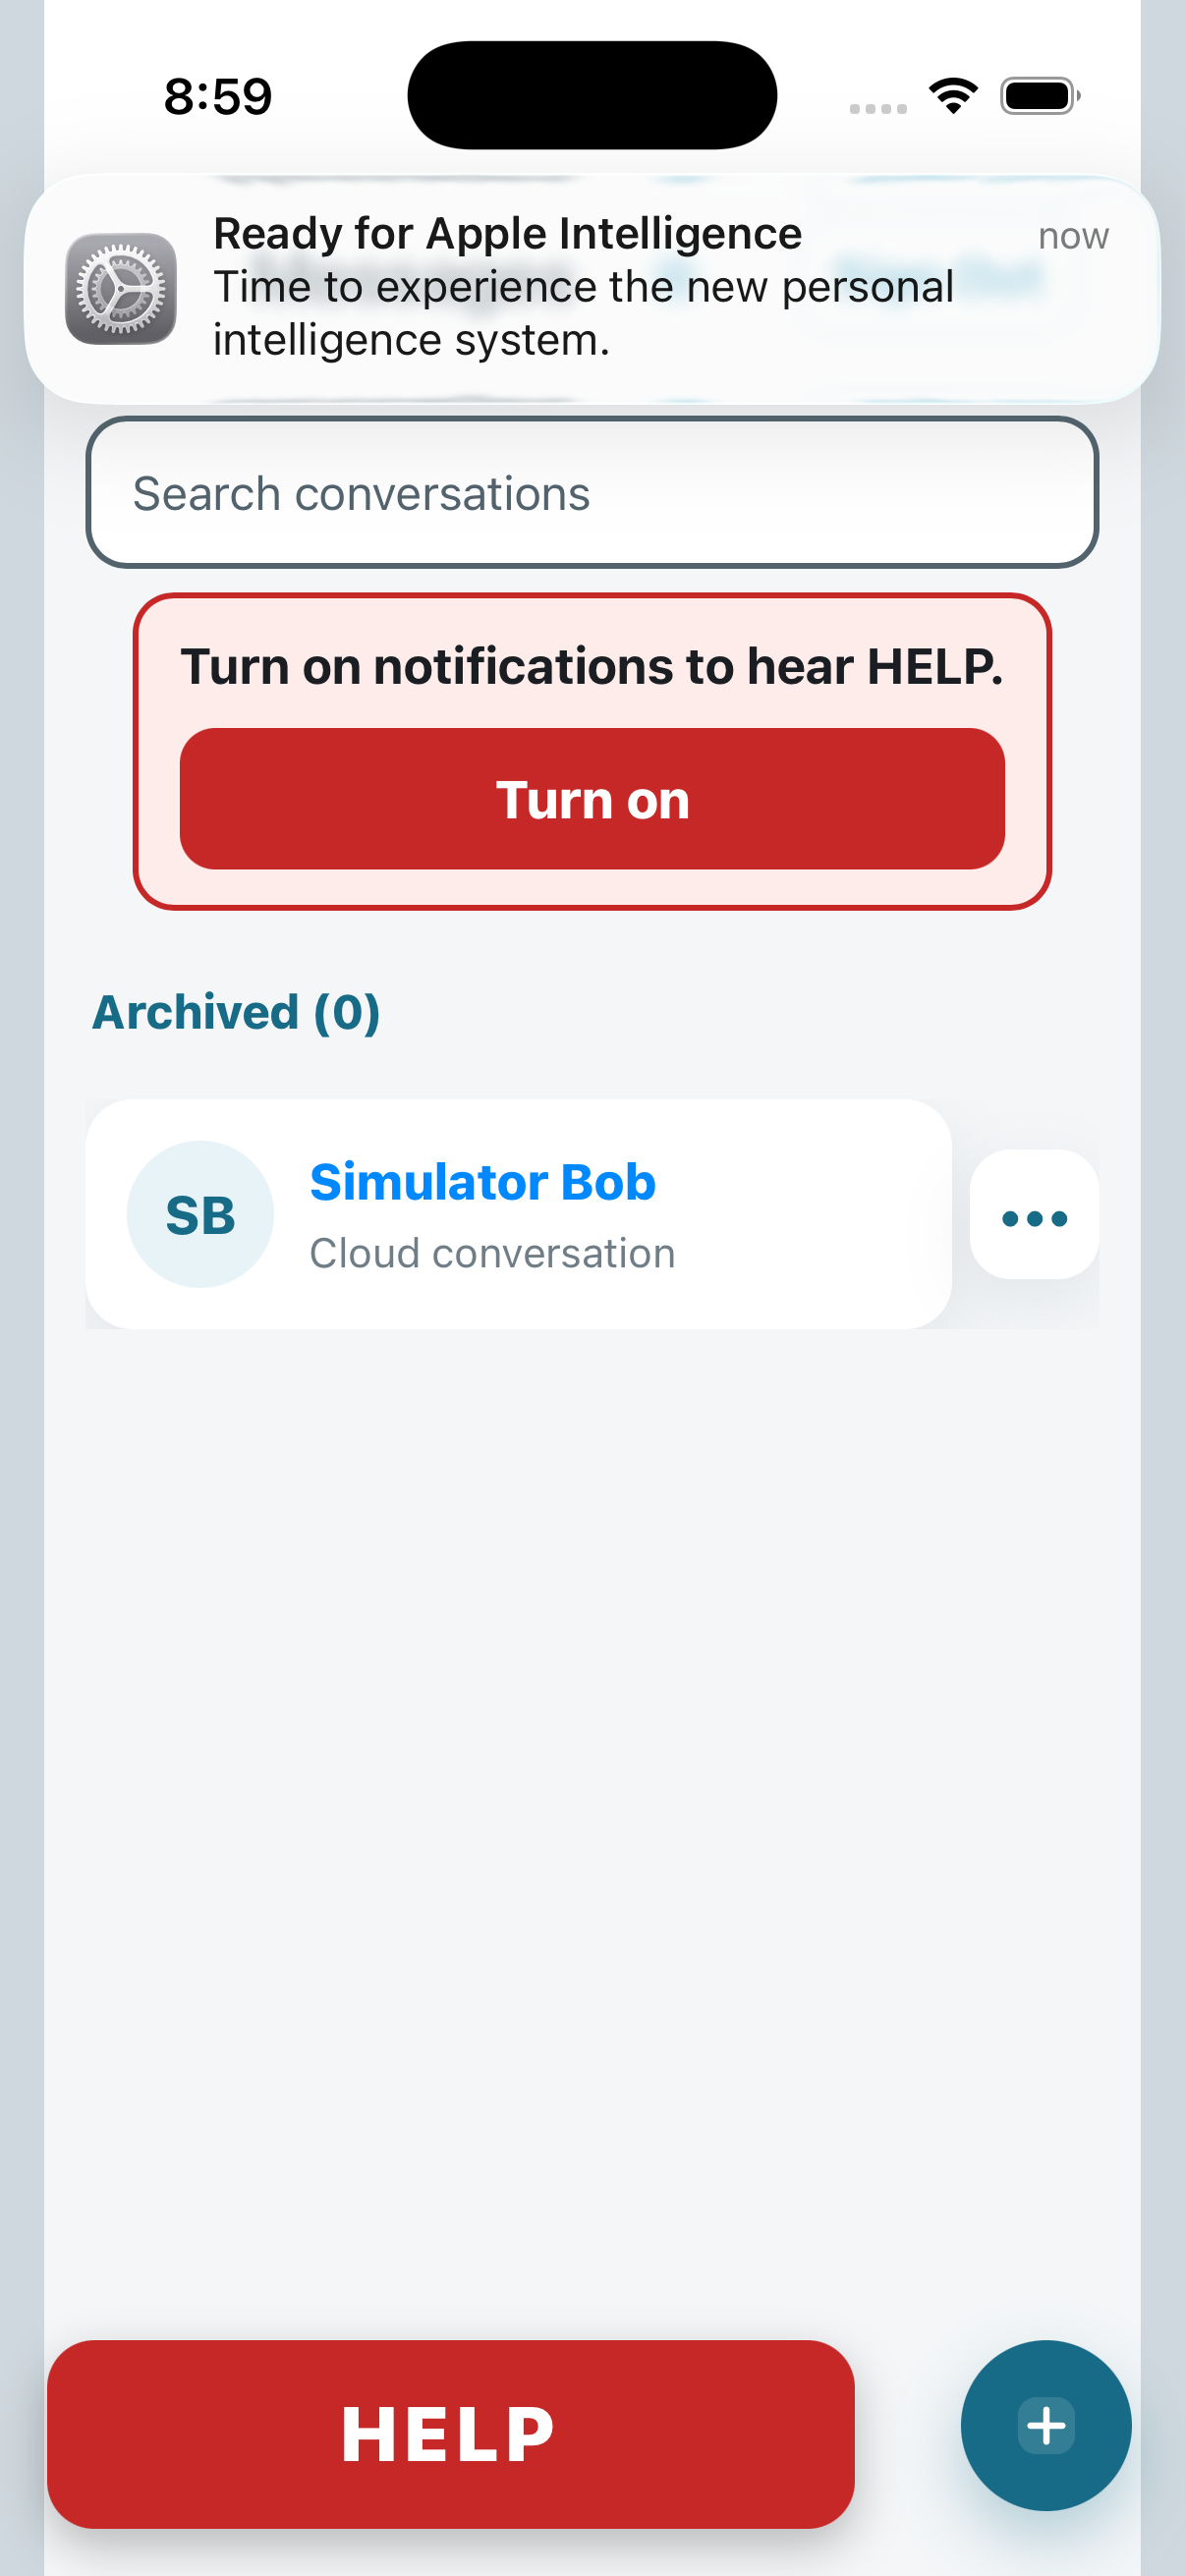 8:59
Ready for Apple Intelligence
now
Time to experience the new personal
intelligence system.
Search conversations
Turn on notifications to hear HELP.
Turn on
Archived (0)
SB
Simulator Bob
Cloud conversation
HELP